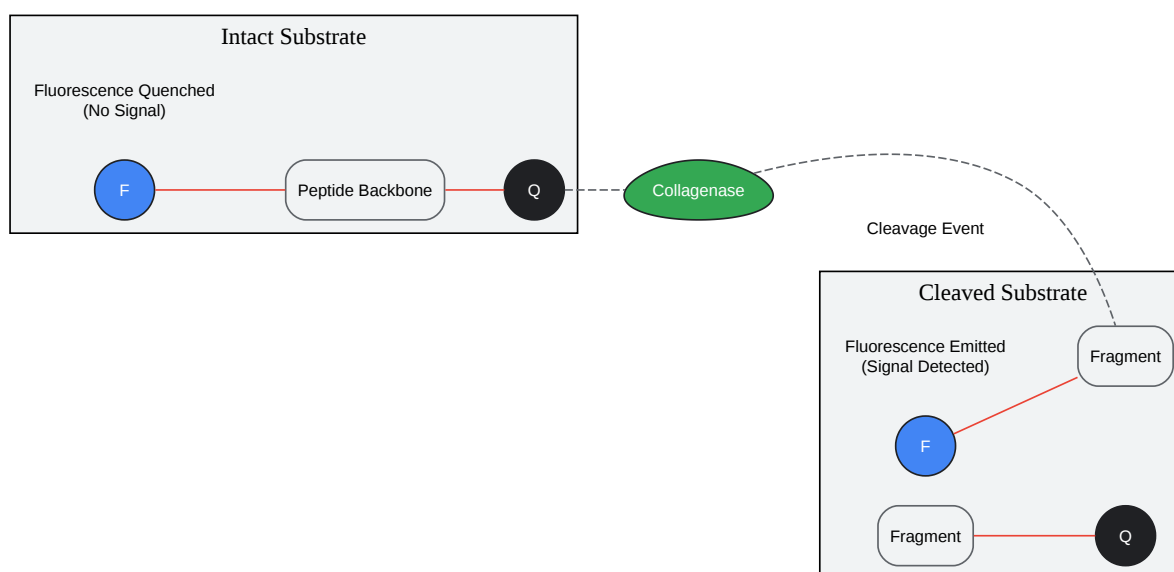 Intact Substrate
Fluorescence Quenched
(No Signal)
F
Peptide Backbone
Q
Collagenase
Cleavage Event
Cleaved Substrate
Fluorescence Emitted
(Signal Detected)
Fragment
F
Fragment
Q